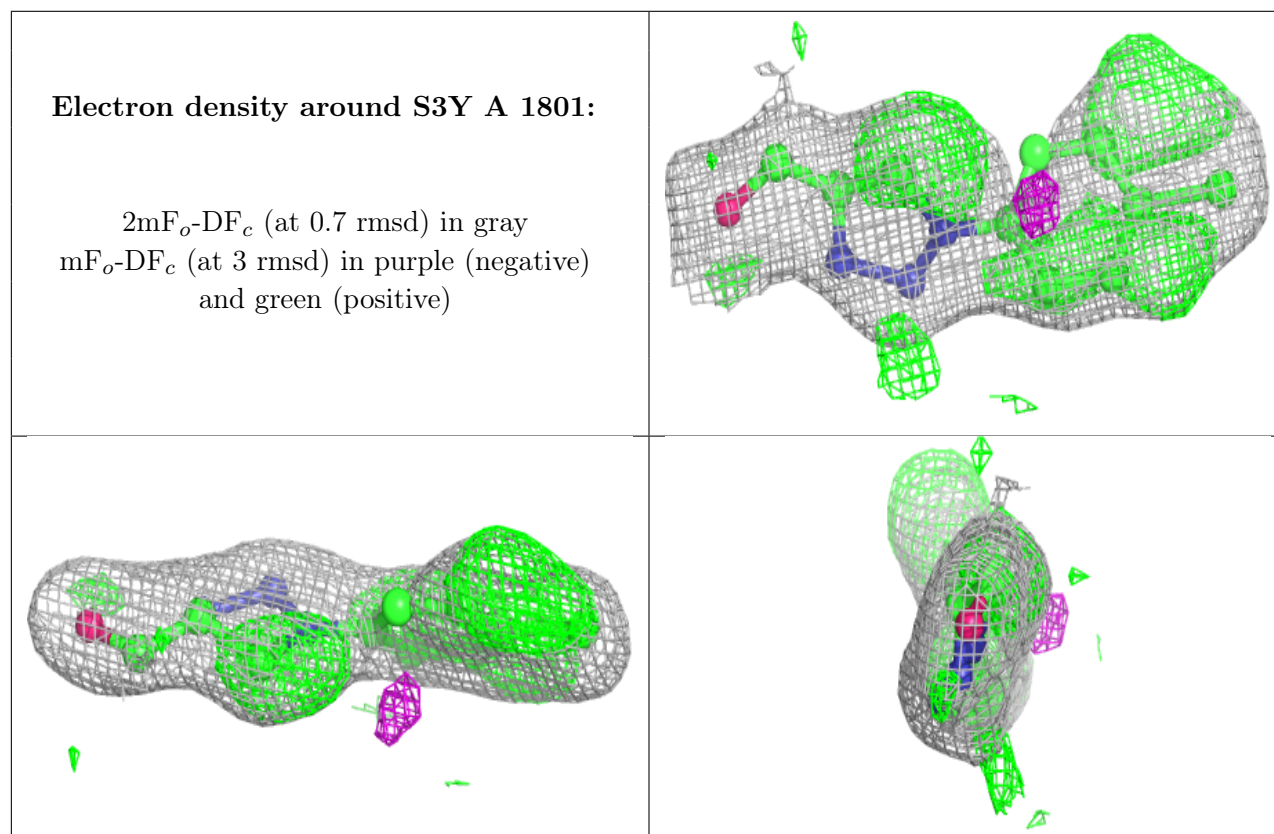 Electron density around S3Y A 1801:
2mFₒ-DF𝒸 (at 0.7 rmsd) in gray
mFₒ-DF𝒸 (at 3 rmsd) in purple (negative)
and green (positive)